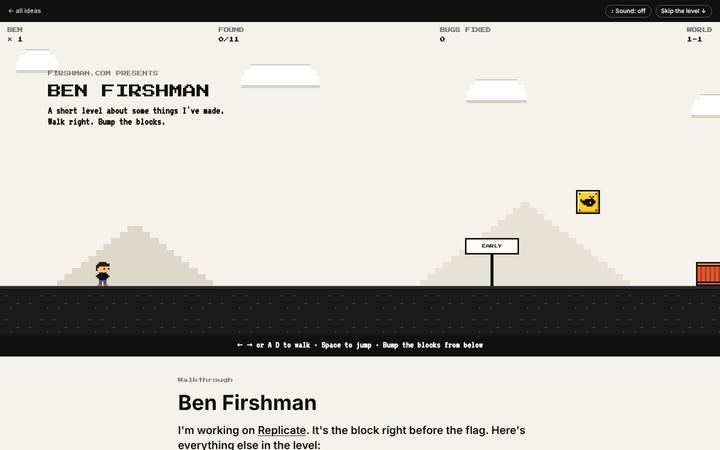 ← all ideas
♪ Sound: off
Skip the level ↓
BEN
× 1
FOUND
0/11
BUGS FIXED
0
WORLD
1-1
FIRSHMAN.COM PRESENTS
BEN FIRSHMAN
A short level about some things I've made.
Walk right. Bump the blocks.
EARLY
← → or A D to walk · Space to jump · Bump the blocks from below
Walkthrough
Ben Firshman
I'm working on Replicate. It's the block right before the flag. Here's
everything else in the level: